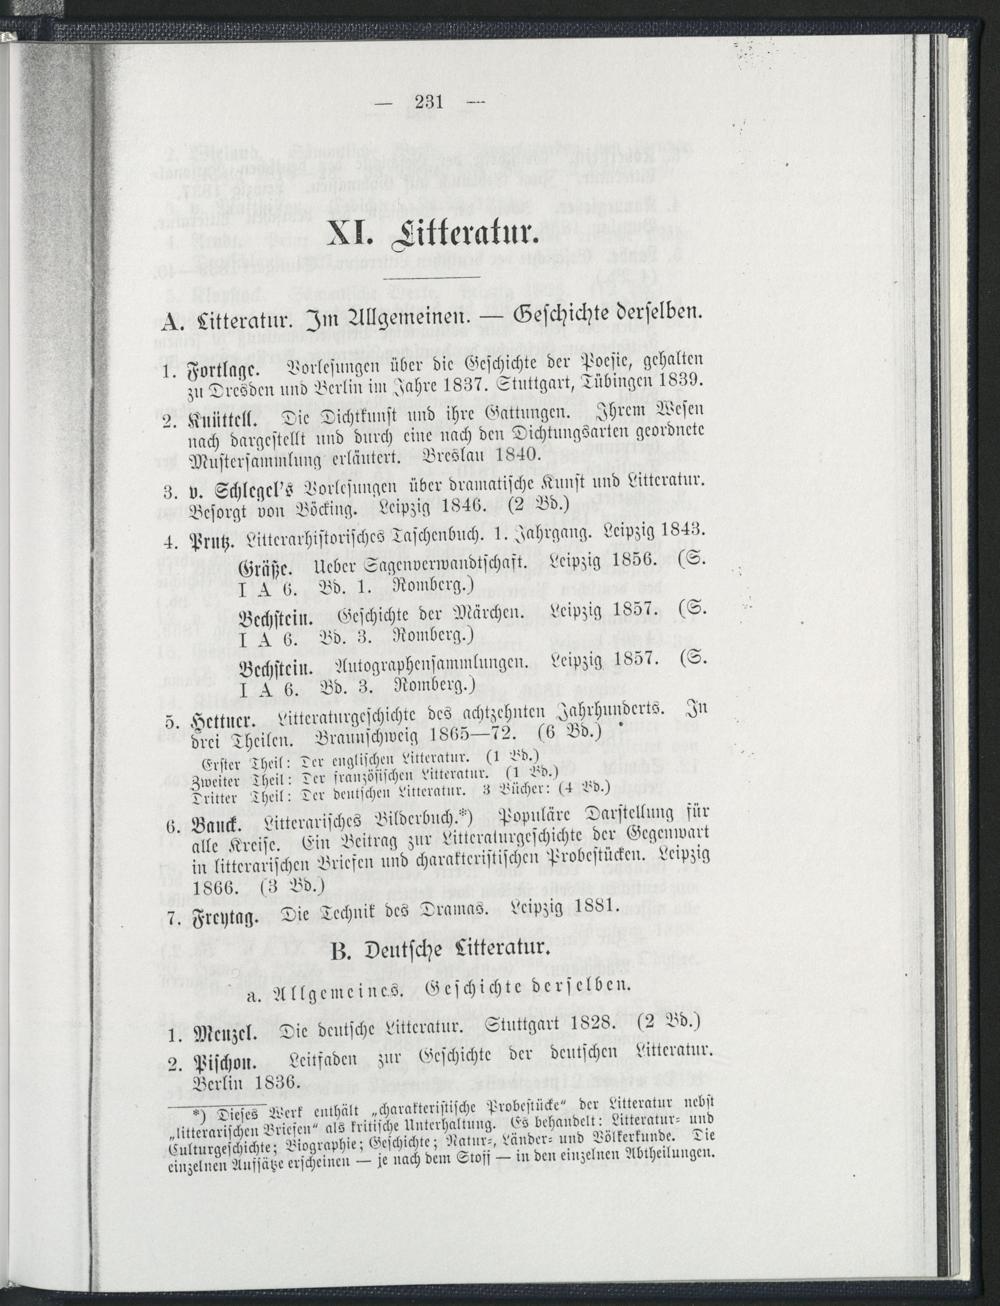 — 231 —
XI. Litteratur.
A. Litteratur. Im Allgemeinen. — Geschichte derselben.
1. Fortlage. Vorlesungen über die Geschichte der Poesie, gehalten
zu Dresden und Berlin im Jahre 1837. Stuttgart, Tübingen 1839.
2. Knüttell. Die Dichtkunst und ihre Gattungen. Ihrem Wesen
nach dargestellt und durch eine nach den Dichtungsarten geordnete
Mustersammlung erläutert. Breslau 1840.
3. v. Schlegel's Vorlesungen über dramatische Kunst und Litteratur.
Besorgt von Böcking. Leipzig 1846. (2 Bd.)
4. Prutz. Litterarhistorisches Taschenbuch. 1. Jahrgang. Leipzig 1843.
Gräße. Ueber Sagenverwandtschaft. Leipzig 1856. (S.
I A 6. Bd. 1. Romberg.)
Bechstein. Geschichte der Märchen. Leipzig 1857. (S.
I A 6. Bd. 3. Romberg.)
Bechstein. Autographensammlungen. Leipzig 1857. (S.
I A 6. Bd. 3. Romberg.)
5. Hettner. Litteraturgeschichte des achtzehnten Jahrhunderts. In
drei Theilen. Braunschweig 1865—72. (6 Bd.)
Erster Theil: Der englischen Litteratur. (1 Bd.)
Zweiter Theil: Der französischen Litteratur. (1 Bd.)
Dritter Theil: Der deutschen Litteratur. 3 Bücher: (4 Bd.)
6. Banck. Litterarisches Bilderbuch.*) Populäre Darstellung für
alle Kreise. Ein Beitrag zur Litteraturgeschichte der Gegenwart
in litterarischen Briefen und charakteristischen Probestücken. Leipzig
1866. (3 Bd.)
7. Freytag. Die Technik des Dramas. Leipzig 1881.
B. Deutsche Litteratur.
a. Allgemeines. Geschichte derselben.
1. Menzel. Die deutsche Litteratur. Stuttgart 1828. (2 Bd.)
2. Pischon. Leitfaden zur Geschichte der deutschen Litteratur.
Berlin 1836.
*) Dieses Werk enthält „charakteristische Probestücke“ der Litteratur nebst
„litterarischen Briefen“ als kritische Unterhaltung. Es behandelt: Litteratur- und
Culturgeschichte; Biographie; Geschichte; Natur-, Länder- und Völkerkunde. Die
einzelnen Aufsätze erscheinen — je nach dem Stoff — in den einzelnen Abtheilungen.